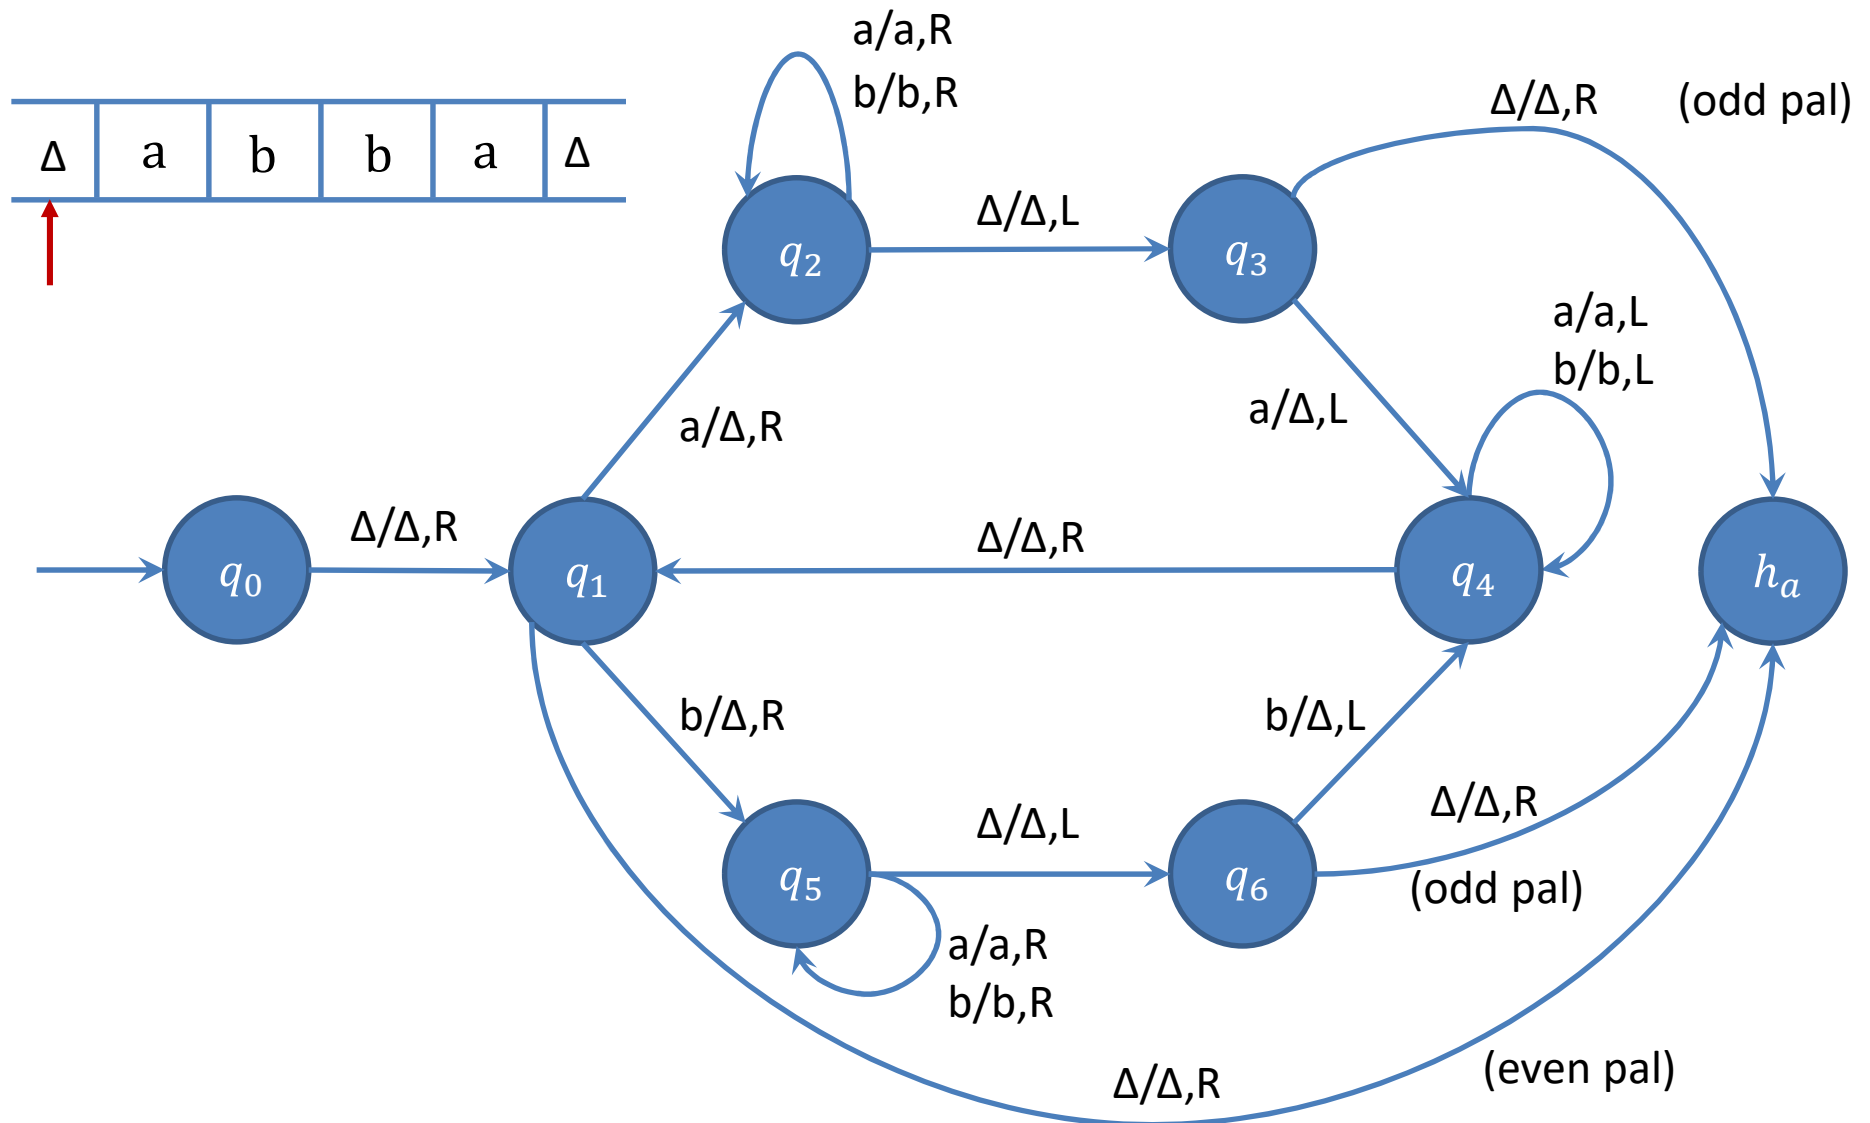 a/a,R
b/b,R
Δ/Δ,R (odd pal)
Δ a b b a Δ
Δ/Δ,L
q2
q3
a/a,L
b/b,L
a/Δ,R
a/Δ,L
Δ/Δ,R
Δ/Δ,R
q0
q1
q4
ha
b/Δ,R
b/Δ,L
Δ/Δ,L
Δ/Δ,R
q5
q6
(odd pal)
a/a,R
b/b,R
Δ/Δ,R
(even pal)